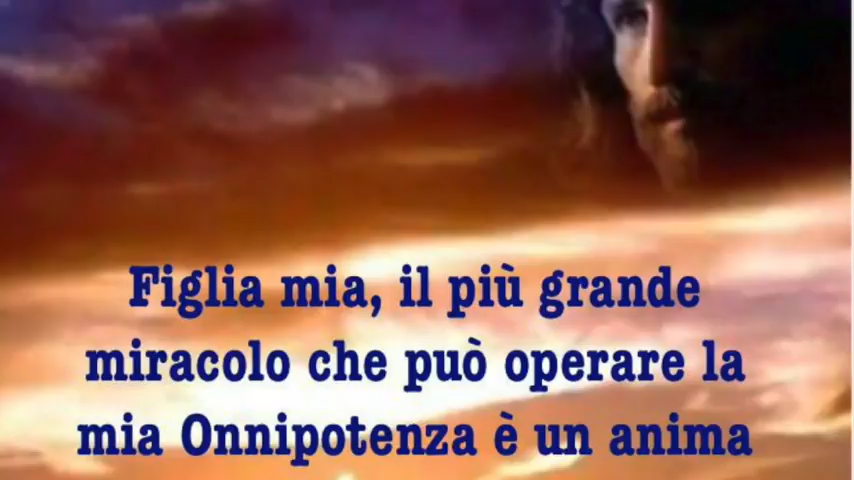 Figlia mia, il più grande
miracolo che può operare la
mia Onnipotenza è un anima